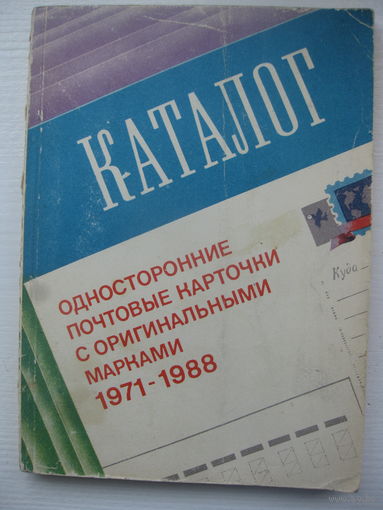 КАТАЛОГ
ОДНОСТОРОННИЕ
ПОЧТОВЫЕ КАРТОЧКИ
С ОРИГИНАЛЬНЫМИ
МАРКАМИ
1971-1988
Куда